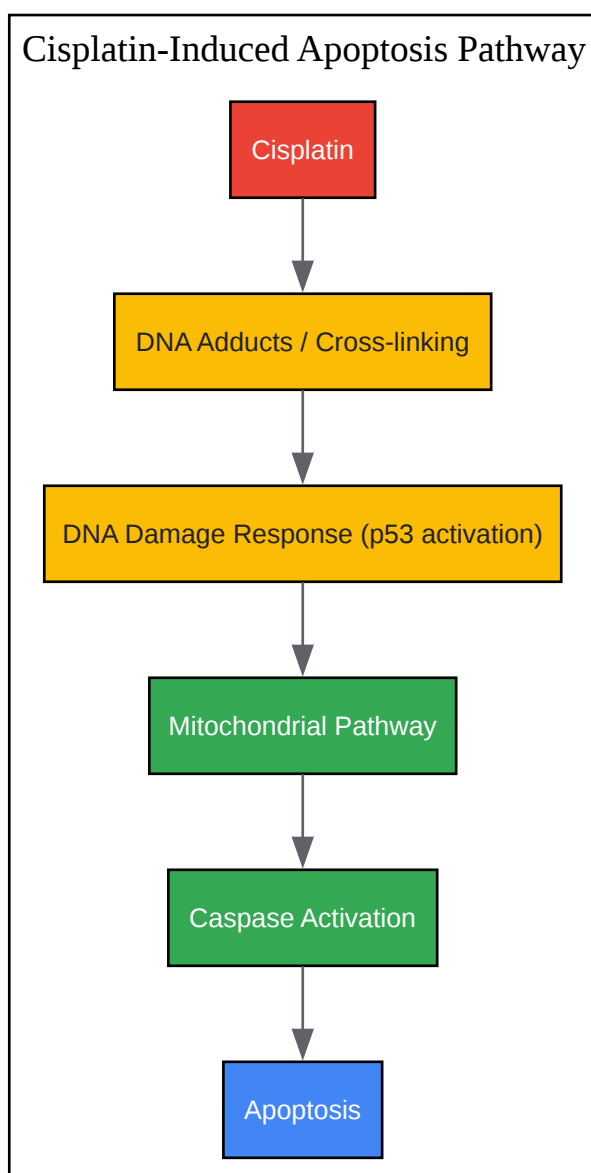 Cisplatin-Induced Apoptosis Pathway
Cisplatin
DNA Adducts / Cross-linking
DNA Damage Response (p53 activation)
Mitochondrial Pathway
Caspase Activation
Apoptosis